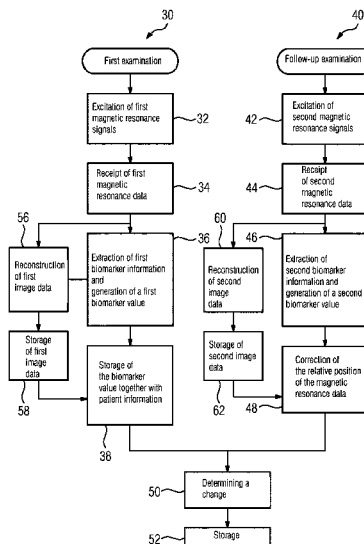 30
First examination
Excitation of first
magnetic resonance
signals
32
Receipt of first
magnetic resonance
data
34
56
Reconstruction
of first
image data
36
Extraction of first
biomarker information
and
generation of a first
biomarker value
Storage
of first
image
data
58
Storage of
the biomarker
value together with
patient information
38
40
Follow-up examination
42
Excitation of
second magnetic
resonance signals
44
Receipt
of second
magnetic
resonance data
60
Reconstruction
of second
image
data
46
Extraction of
second biomarker
information and
generation of a second
biomarker value
Storage of
second image
data
62
Correction of
the relative position
of the magnetic
resonance data
48
50
Determining a
change
52
Storage